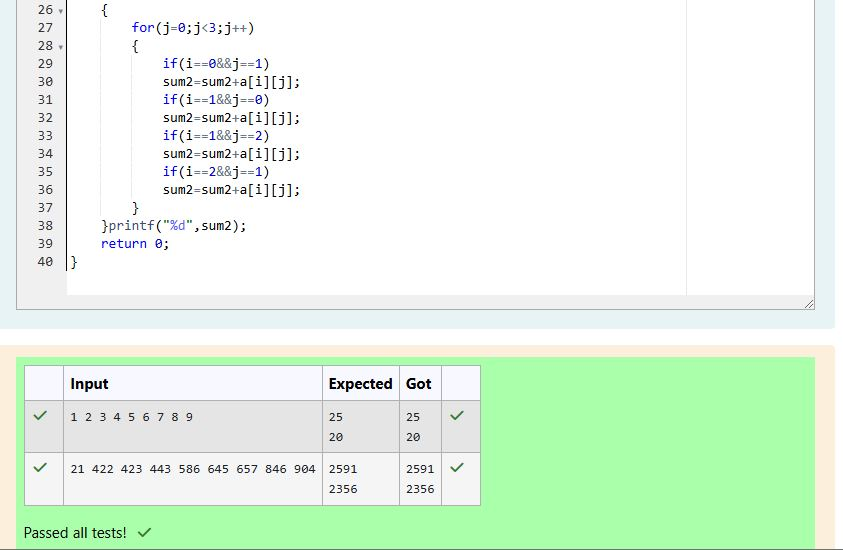 26 {
27 for(j=0;j<3;j++)
28 {
29 if(i==0&&j==1)
30 sum2=sum2+a[i][j];
31 if(i==1&&j==0)
32 sum2=sum2+a[i][j];
33 if(i==1&&j==2)
34 sum2=sum2+a[i][j];
35 if(i==2&&j==1)
36 sum2=sum2+a[i][j];
37 }
38 }printf("%d",sum2);
39 return 0;
40 }
Input Expected Got
1 2 3 4 5 6 7 8 9 25 25
20 20
21 422 423 443 586 645 657 846 904 2591 2591
2356 2356
Passed all tests!